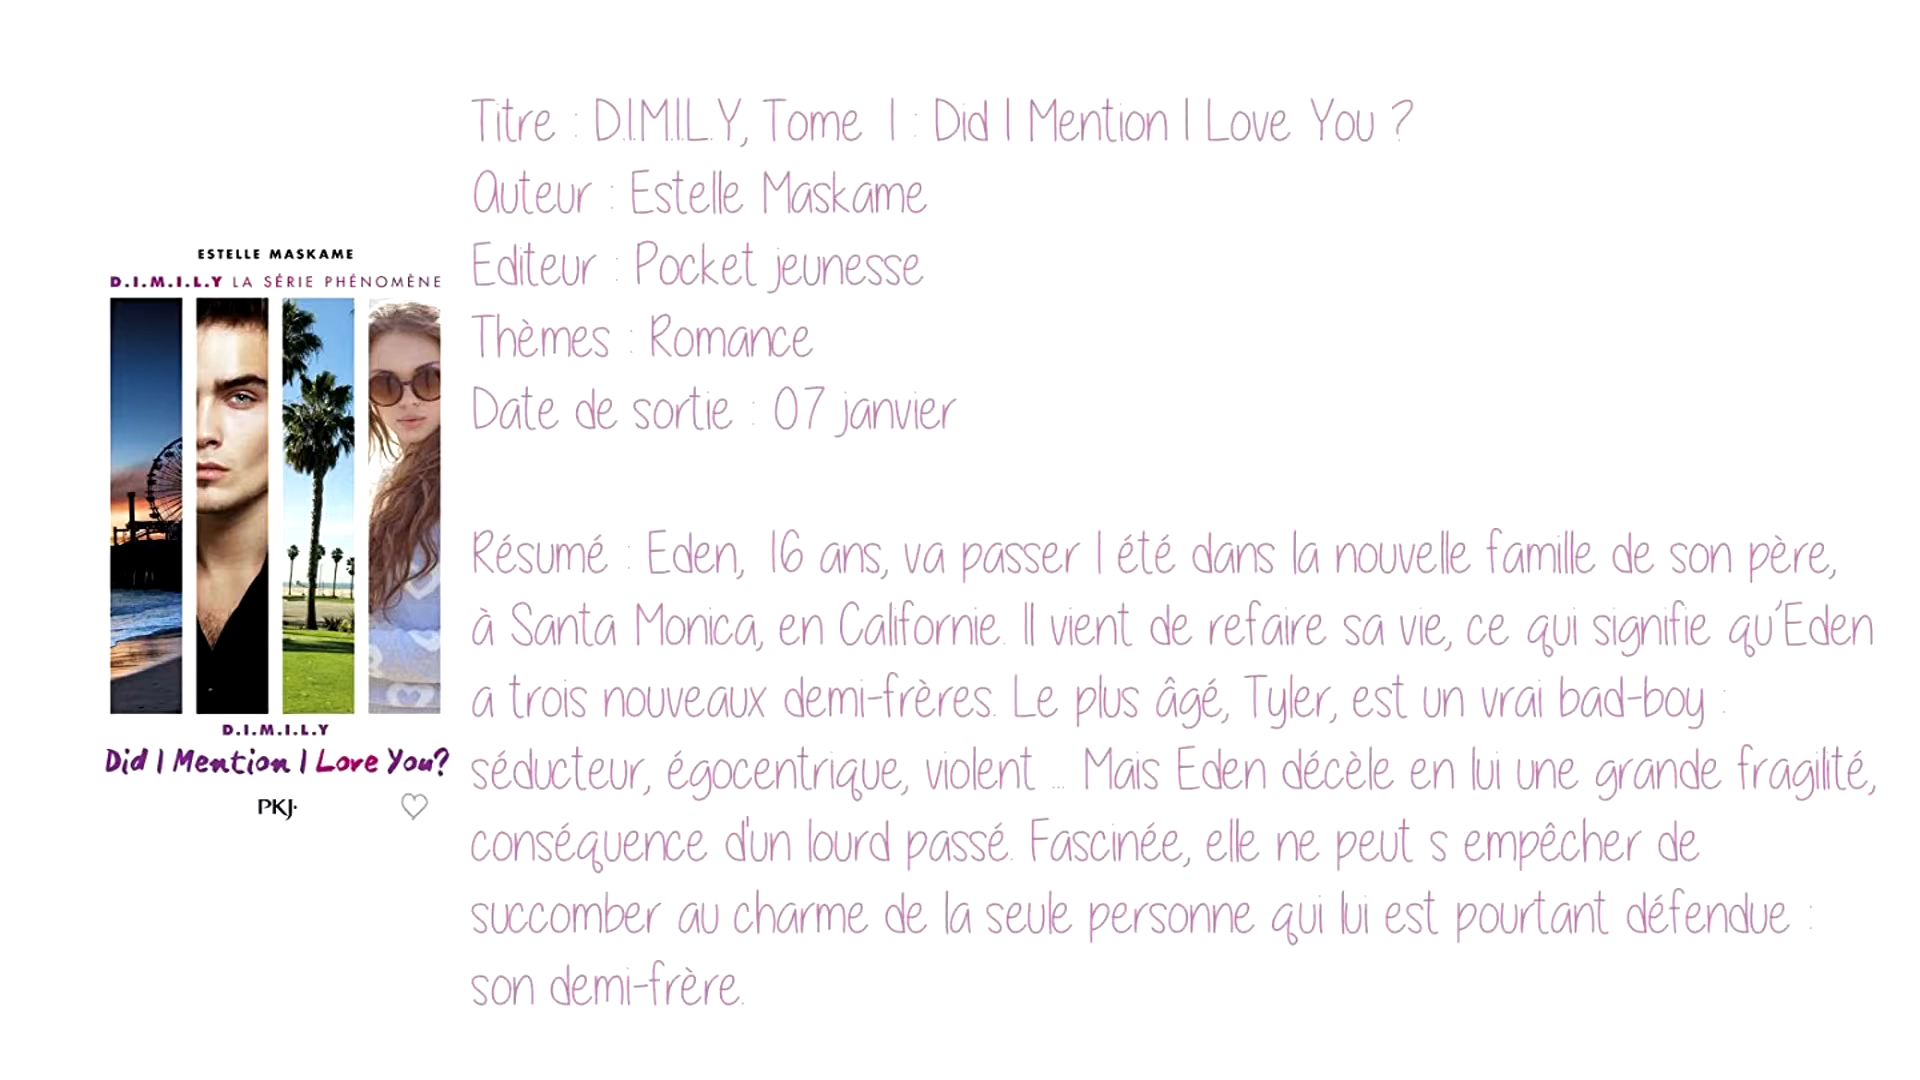 ESTELLE MASKAME
D.I.M.I.L.Y LA SÉRIE PHÉNOMÈNE
D.I.M.I.L.Y
Did I Mention I Love You?
PKJ·
Titre : D.I.M.I.L.Y, Tome 1 : Did I Mention I Love You ?
Auteur : Estelle Maskame
Editeur : Pocket jeunesse
Thèmes : Romance
Date de sortie : 07 janvier
Résumé : Eden, 16 ans, va passer l été dans la nouvelle famille de son père,
à Santa Monica, en Californie. Il vient de refaire sa vie, ce qui signifie qu'Eden
a trois nouveaux demi-frères. Le plus âgé, Tyler, est un vrai bad-boy :
séducteur, égocentrique, violent ... Mais Eden décèle en lui une grande fragilité,
conséquence d'un lourd passé. Fascinée, elle ne peut s empêcher de
succomber au charme de la seule personne qui lui est pourtant défendue :
son demi-frère.